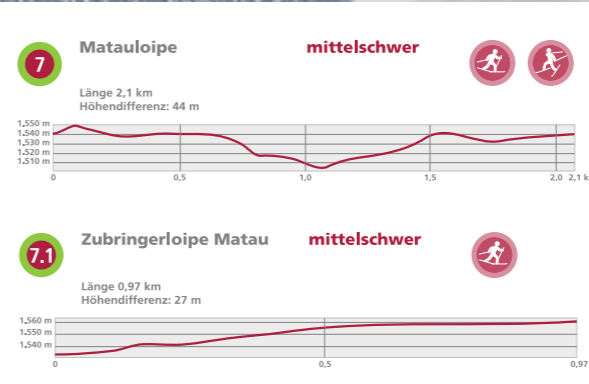 7 Matauloipe mittelschwer
Länge 2,1 km
Höhendifferenz: 44 m
1,550 m
1,540 m
1,530 m
1,520 m
1,510 m
0 0,5 1,0 1,5 2,0 2,1 k
7.1 Zubringerloipe Matau mittelschwer
Länge 0,97 km
Höhendifferenz: 27 m
1,560 m
1,550 m
1,540 m
0 0,5 0,97